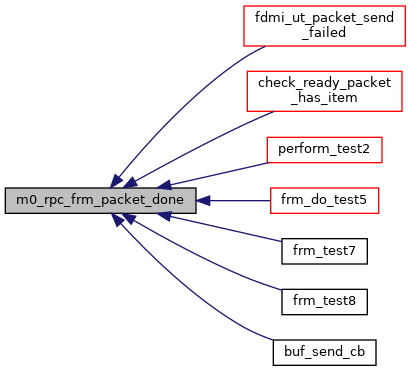 fdmi_ut_packet_send
_failed
check_ready_packet
_has_item
perform_test2
m0_rpc_frm_packet_done
frm_do_test5
frm_test7
frm_test8
buf_send_cb